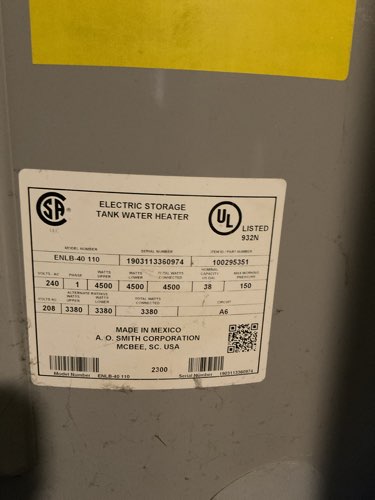 SA
ELECTRIC STORAGE
TANK WATER HEATER
UL
LISTED
932N
MODEL NUMBER SERIAL NUMBER ITEM ID / PART NUMBER
ENLB-40 110 1903113360974 100295351
VOLTS, AC PHASE WATTS UPPER WATTS LOWER TOTAL WATTS CONNECTED NOMINAL CAPACITY MAX WORKING PRESSURE
240 1 4500 4500 4500 38 150
VOLTS, AC ALTERNATE RATINGS WATTS UPPER WATTS LOWER TOTAL WATTS CONNECTED CIRCUIT
208 3380 3380 3380 A6
MADE IN MEXICO
A. O. SMITH CORPORATION
MCBEE, SC. USA
2300
Model Number ENLB-40 110 Serial Number 1903113360974